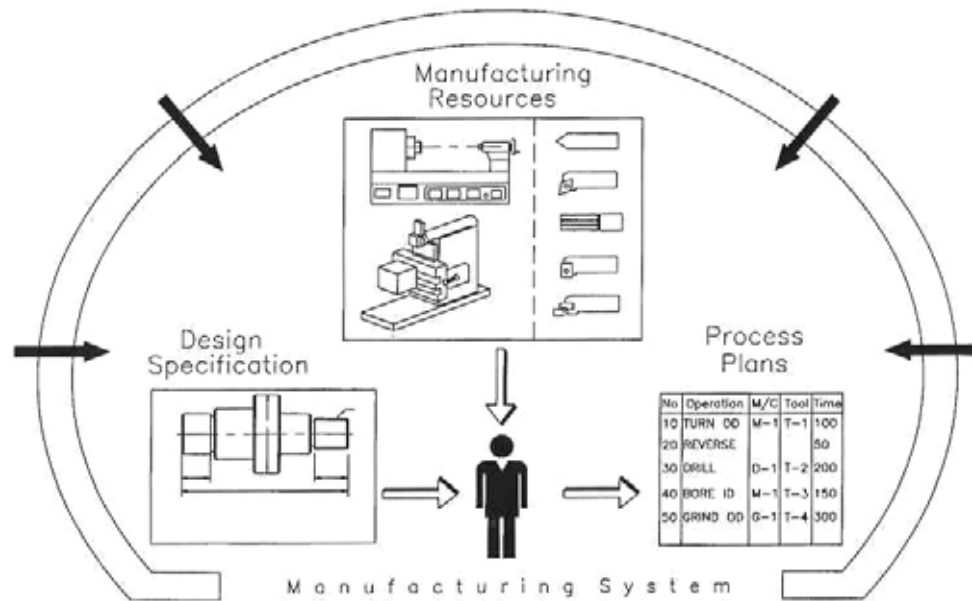 Manufacturing
Resources
Design
Specification
Process
Plans
No Operation M/C Tool Time
10 TURN OD M-1 T-1 100
20 REVERSE 50
30 DRILL D-1 T-2 200
40 BORE ID M-1 T-3 150
50 GRIND OD G-1 T-4 300
Manufacturing System